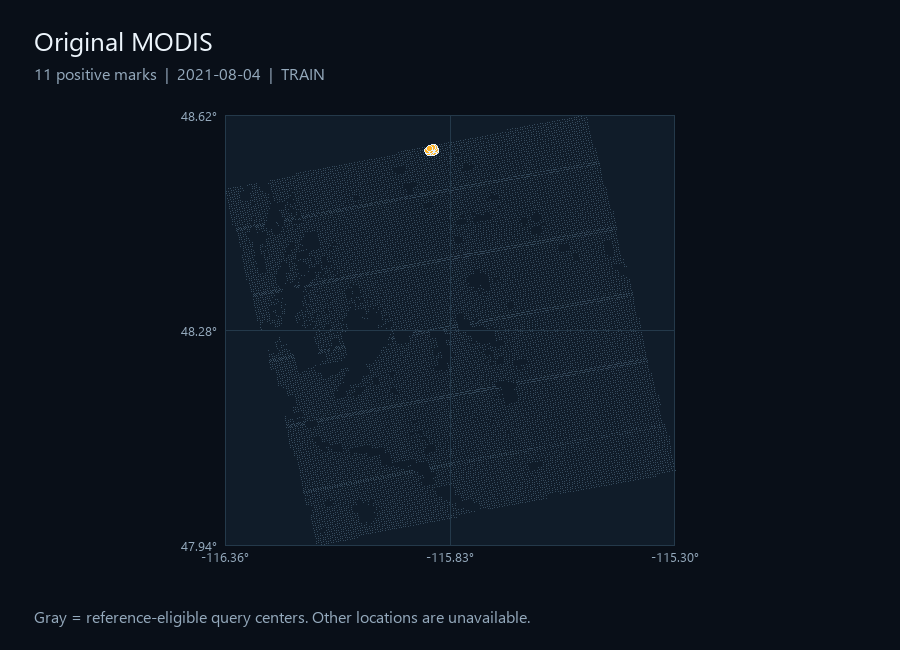 Original MODIS
11 positive marks | 2021-08-04 | TRAIN
48.62°
48.28°
47.94°
-116.36° -115.83° -115.30°
Gray = reference-eligible query centers. Other locations are unavailable.